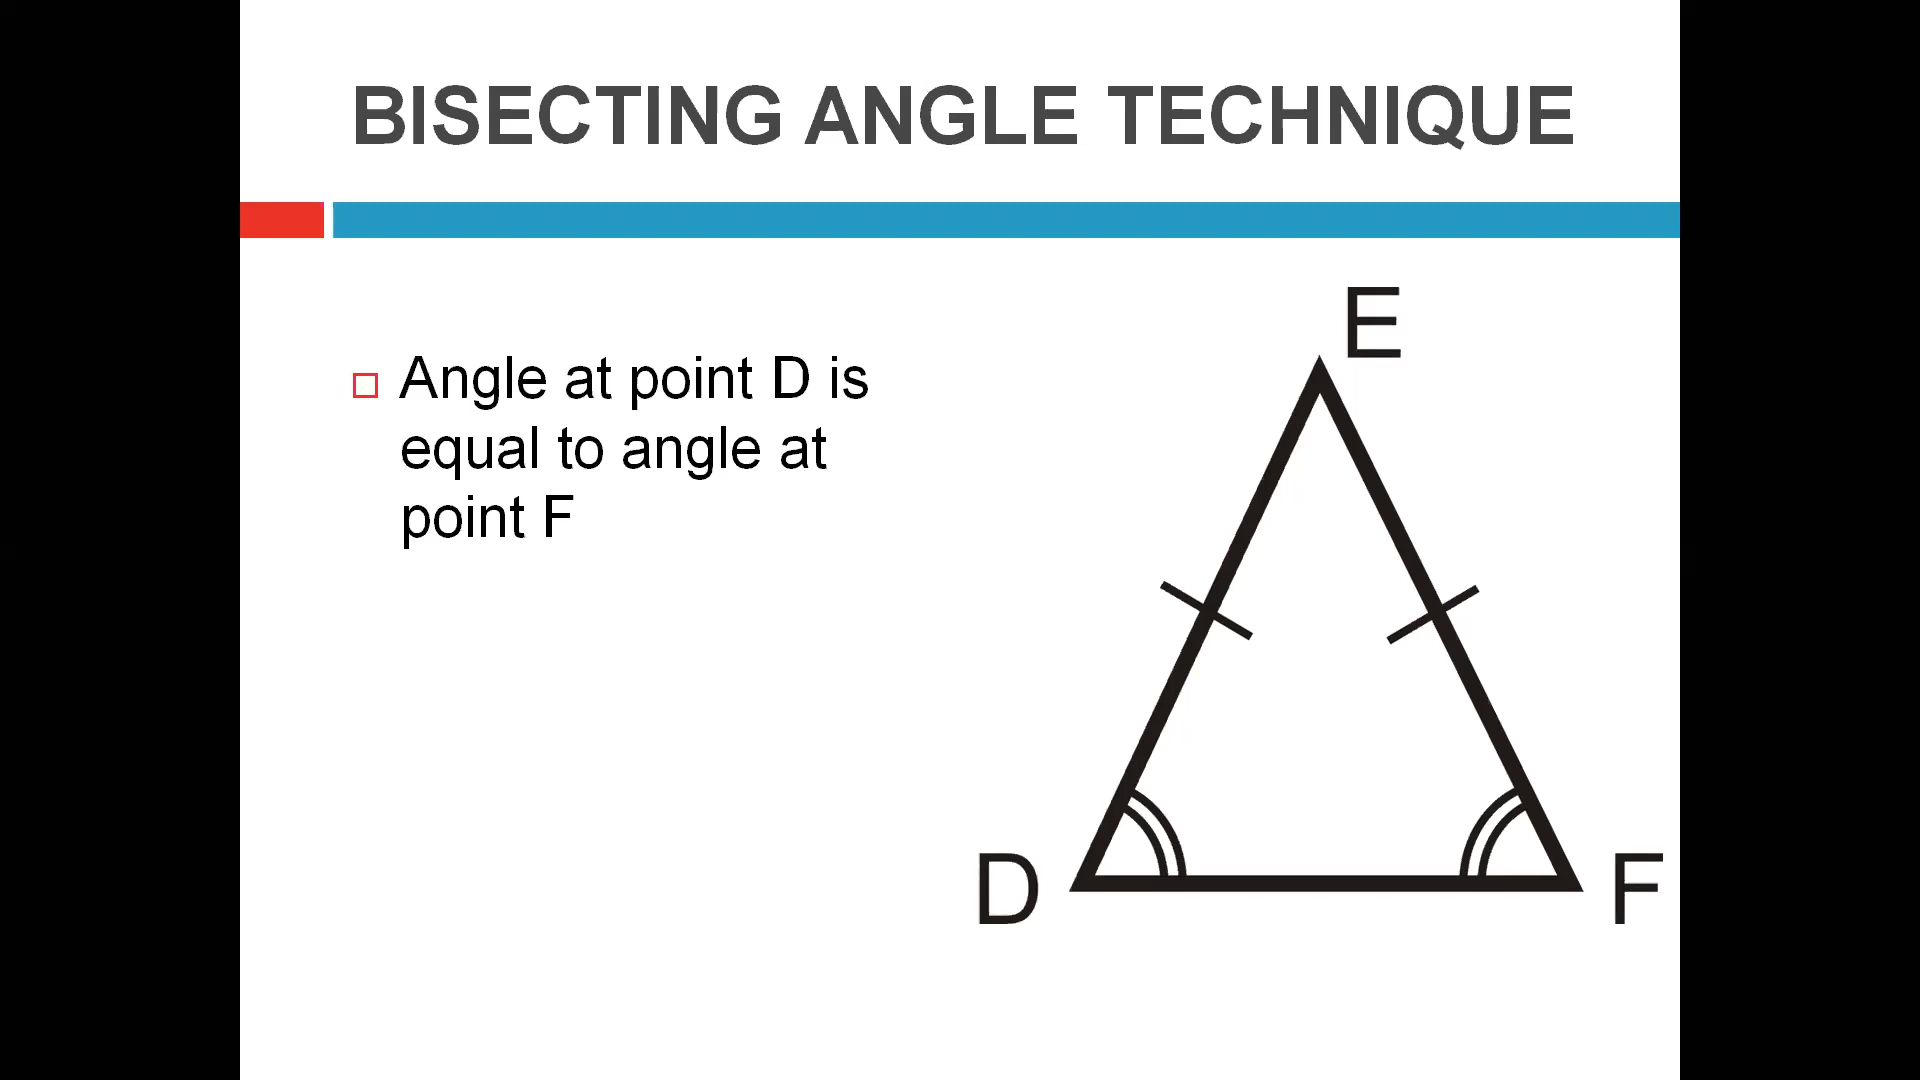 BISECTING ANGLE TECHNIQUE
Angle at point D is
equal to angle at
point F
E
D
F